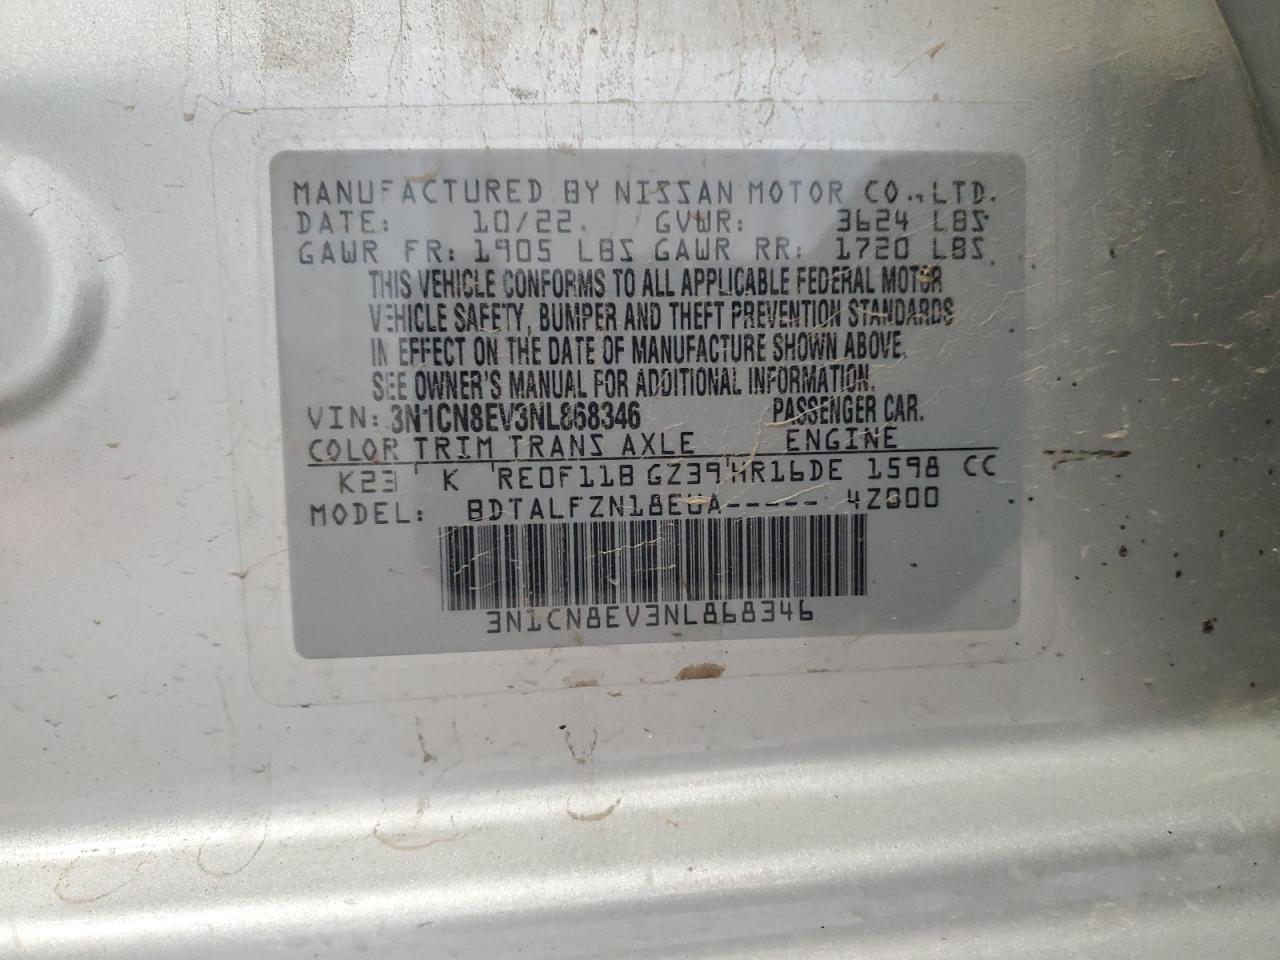 MANUFACTURED BY NISSAN MOTOR CO., LTD.
DATE: 10/22. GVWR: 3624 LBS
GAWR FR: 1905 LBS GAWR RR: 1720 LBS.
THIS VEHICLE CONFORMS TO ALL APPLICABLE FEDERAL MOTOR
VEHICLE SAFETY, BUMPER AND THEFT PREVENTION STANDARDS
IN EFFECT ON THE DATE OF MANUFACTURE SHOWN ABOVE.
SEE OWNER'S MANUAL FOR ADDITIONAL INFORMATION.
VIN: 3N1CN8EV3NL868346 PASSENGER CAR.
COLOR TRIM TRANS AXLE ENGINE
K23 K RE0F11B GZ39 HR16DE 1598 CC
MODEL: BDTALFZN18EUA----- 4Z800
3N1CN8EV3NL868346